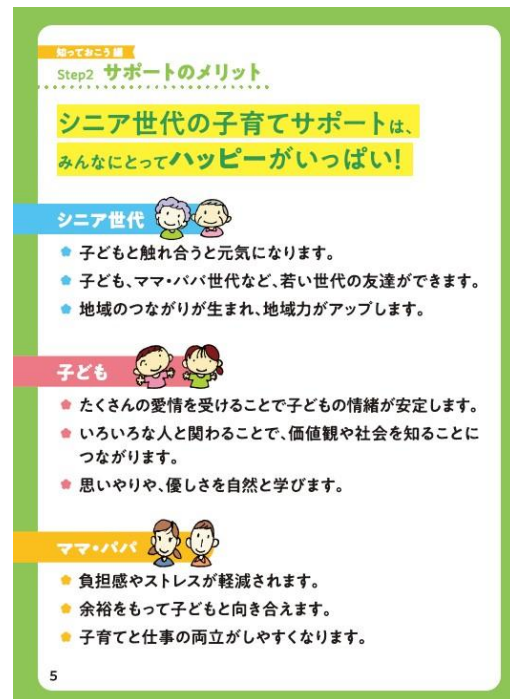 知っておこう編
Step2 サポートのメリット
シニア世代の子育てサポートは、
みんなにとってハッピーがいっぱい!
シニア世代
子どもと触れ合うと元気になります。
子ども、ママ・パパ世代など、若い世代の友達ができます。
地域のつながりが生まれ、地域力がアップします。
子ども
たくさんの愛情を受けることで子どもの情緒が安定します。
いろいろな人と関わることで、価値観や社会を知ることに
つながります。
思いやりや、優しさを自然と学びます。
ママ・パパ
負担感やストレスが軽減されます。
余裕をもって子どもと向き合えます。
子育てと仕事の両立がしやすくなります。
5